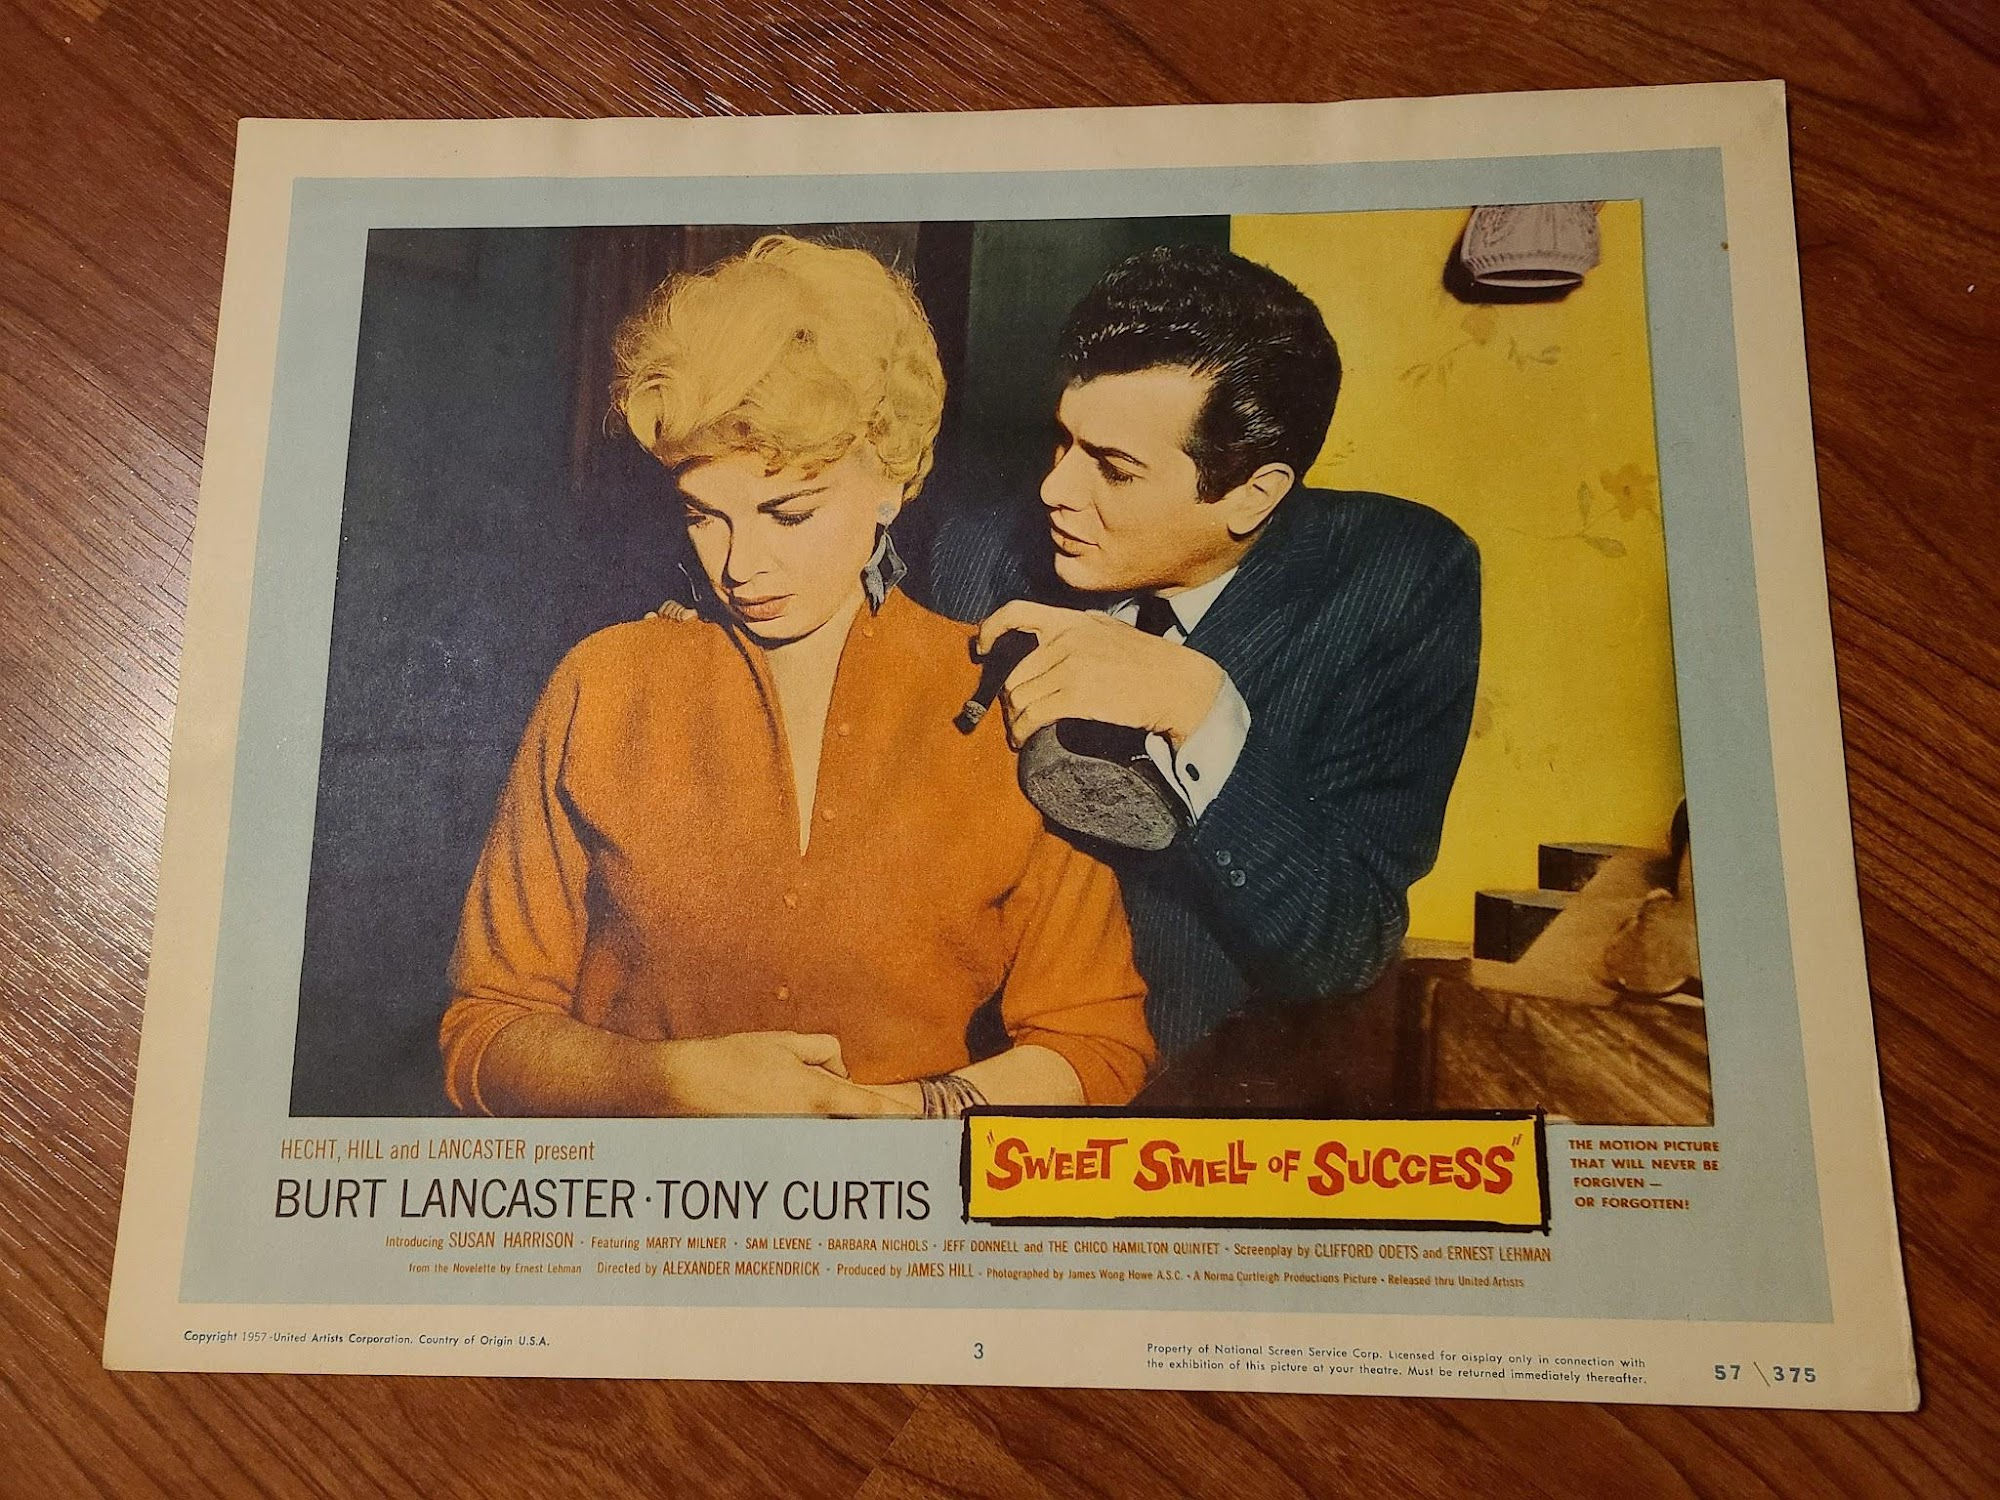 HECHT, HILL and LANCASTER present
BURT LANCASTER · TONY CURTIS
"SWEET SMELL OF SUCCESS"
THE MOTION PICTURE
THAT WILL NEVER BE
FORGIVEN —
OR FORGOTTEN!
Introducing SUSAN HARRISON · Featuring MARTY MILNER · SAM LEVENE · BARBARA NICHOLS · JEFF DONNELL and THE CHICO HAMILTON QUINTET · Screenplay by CLIFFORD ODETS and ERNEST LEHMAN
from the Novelette by Ernest Lehman Directed by ALEXANDER MACKENDRICK · Produced by JAMES HILL · Photographed by James Wong Howe A.S.C. · A Norma Curtleigh Productions Picture · Released thru United Artists
Copyright 1957 - United Artists Corporation. Country of Origin U.S.A.
3
Property of National Screen Service Corp. Licensed for display only in connection with
the exhibition of this picture at your theatre. Must be returned immediately thereafter.
57 \ 375